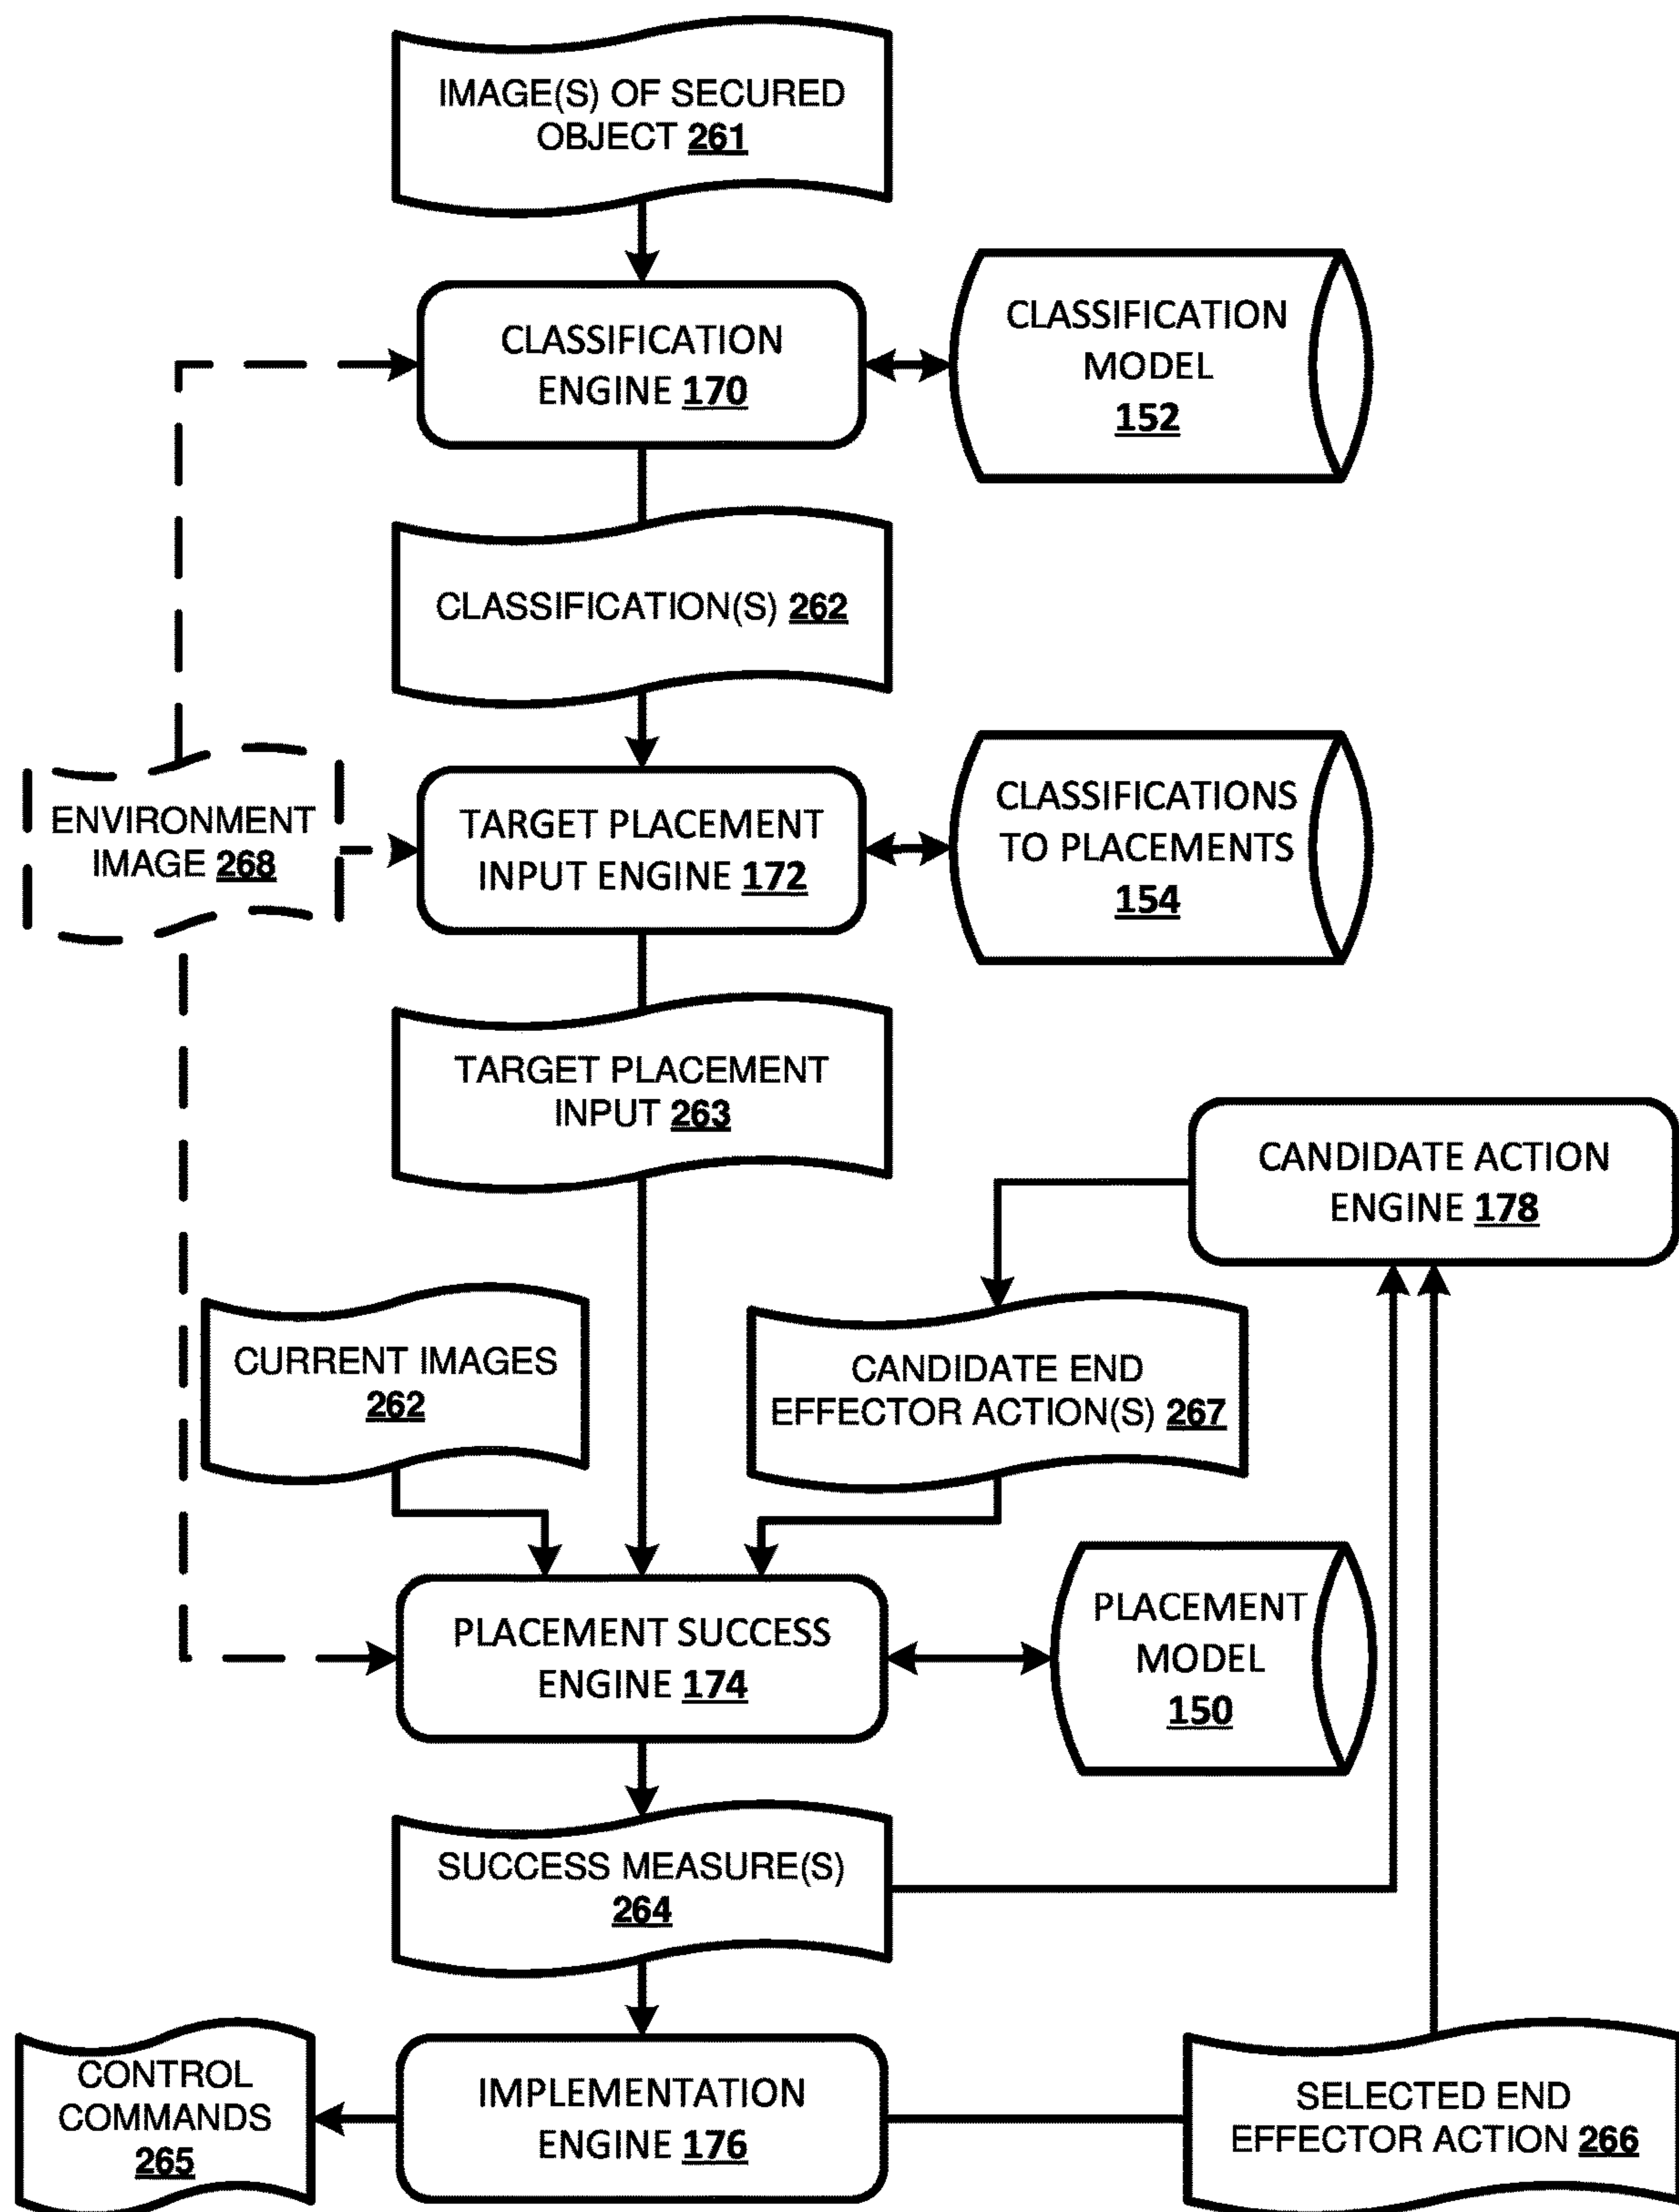 IMAGE(S) OF SECURED
OBJECT 261
CLASSIFICATION
ENGINE 170
CLASSIFICATION
MODEL
152
CLASSIFICATION(S) 262
ENVIRONMENT
IMAGE 268
TARGET PLACEMENT
INPUT ENGINE 172
CLASSIFICATIONS
TO PLACEMENTS
154
TARGET PLACEMENT
INPUT 263
CANDIDATE ACTION
ENGINE 178
CURRENT IMAGES
262
CANDIDATE END
EFFECTOR ACTION(S) 267
PLACEMENT SUCCESS
ENGINE 174
PLACEMENT
MODEL
150
SUCCESS MEASURE(S)
264
CONTROL
COMMANDS
265
IMPLEMENTATION
ENGINE 176
SELECTED END
EFFECTOR ACTION 266